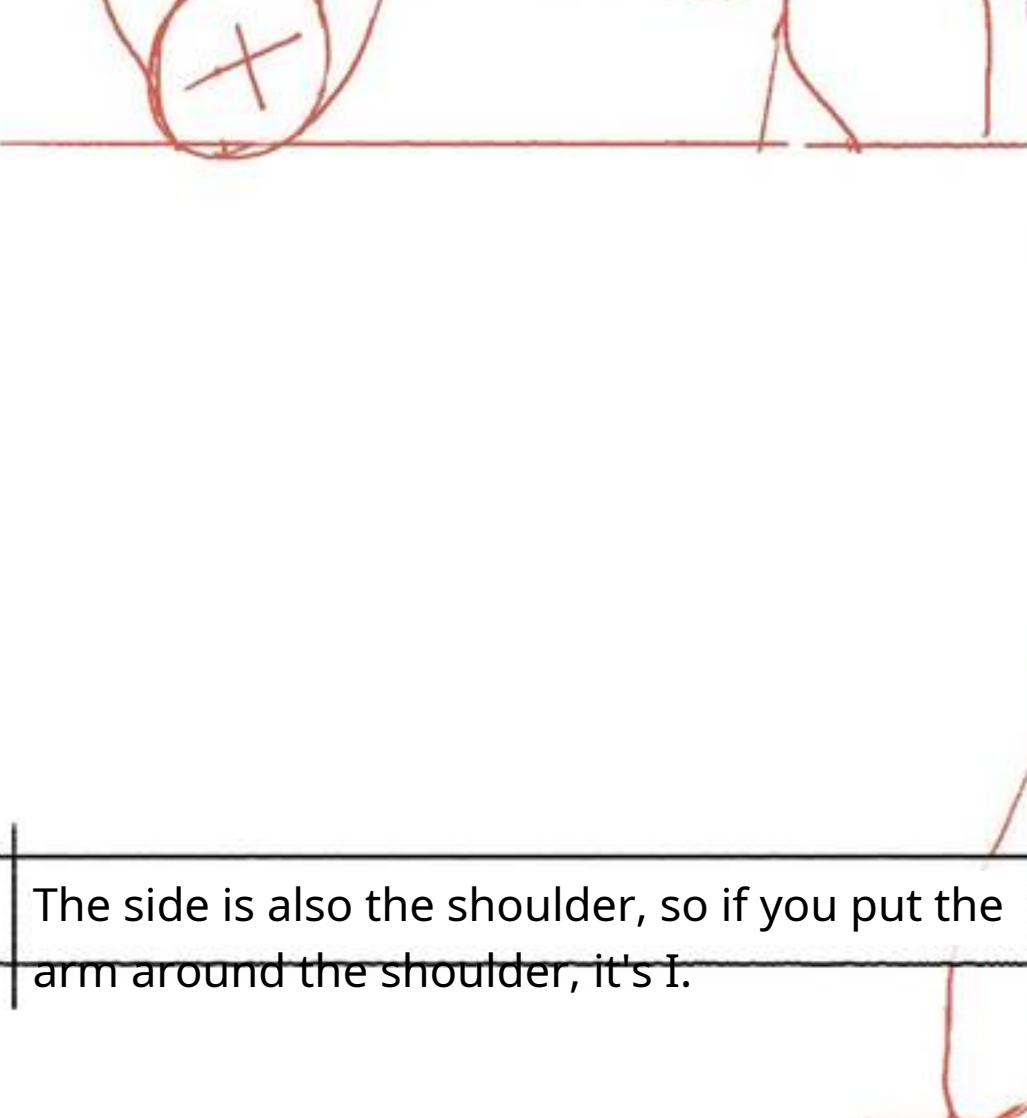 The side is also the shoulder, so if you put the
arm around the shoulder, it's I.